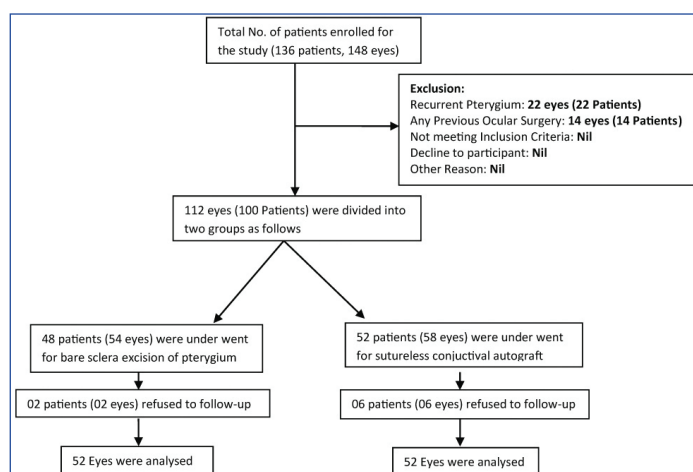 Total No. of patients enrolled for
the study (136 patients, 148 eyes)
Exclusion:
Recurrent Pterygium: 22 eyes (22 Patients)
Any Previous Ocular Surgery: 14 eyes (14 Patients)
Not meeting Inclusion Criteria: Nil
Decline to participant: Nil
Other Reason: Nil
112 eyes (100 Patients) were divided into
two groups as follows
48 patients (54 eyes) were under went
for bare sclera excision of pterygium
52 patients (58 eyes) were under went
for sutureless conjuctival autograft
02 patients (02 eyes) refused to follow-up
06 patients (06 eyes) refused to follow-up
52 Eyes were analysed
52 Eyes were analysed